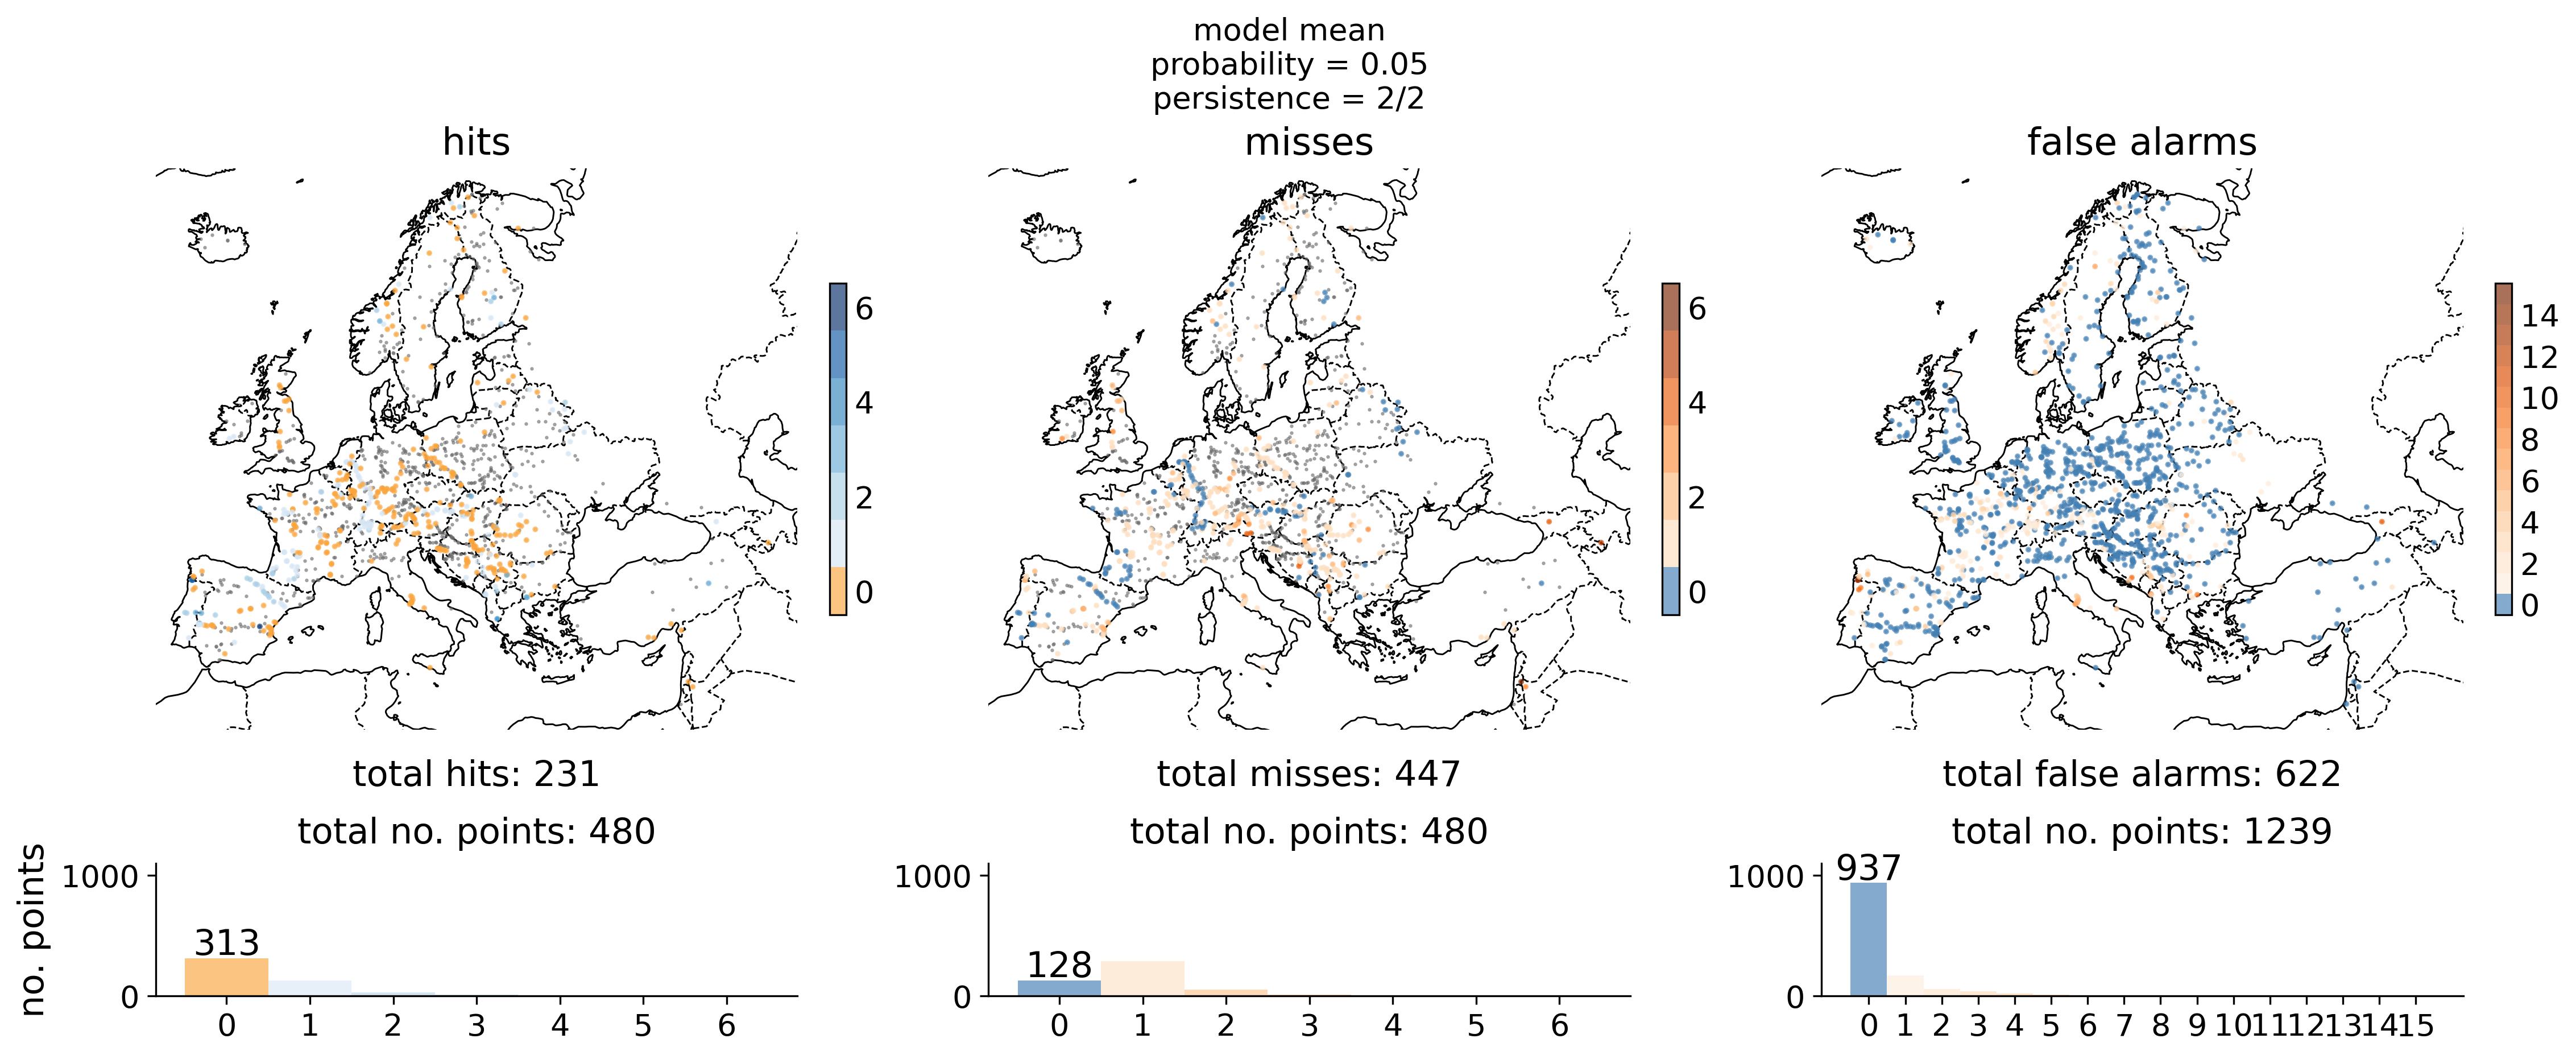 model mean
probability = 0.05
persistence = 2/2
hits
misses
false alarms
6
4
2
0
6
4
2
0
14
12
10
8
6
4
2
0
total hits: 231
total misses: 447
total false alarms: 622
total no. points: 480
total no. points: 480
total no. points: 1239
no. points
1000
0
313
0 1 2 3 4 5 6
1000
0
128
0 1 2 3 4 5 6
1000
0
937
0 1 2 3 4 5 6 7 8 9 10 11 12 13 14 15